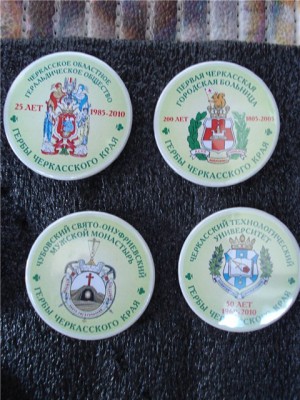 ЧЕРКАССКОЕ ОБЛАСТНОЕ
ГЕРАЛЬДИЧЕСКОЕ ОБЩЕСТВО
25 ЛЕТ 1985-2010
ГЕРБЫ ЧЕРКАССКОГО КРАЯ
ПЕРВАЯ ЧЕРКАССКАЯ
ГОРОДСКАЯ БОЛЬНИЦА
200 ЛЕТ 1803-2003
ГЕРБЫ ЧЕРКАССКОГО КРАЯ
СВЯТО-ОНУФРИЕВСКИЙ
МУЖСКОЙ МОНАСТЫРЬ
ГЕРБЫ ЧЕРКАССКОГО КРАЯ
ЧЕРКАССКИЙ ТЕХНОЛОГИЧЕСКИЙ
УНИВЕРСИТЕТ
50 ЛЕТ
1960-2010
ГЕРБЫ ЧЕРКАССКОГО КРАЯ